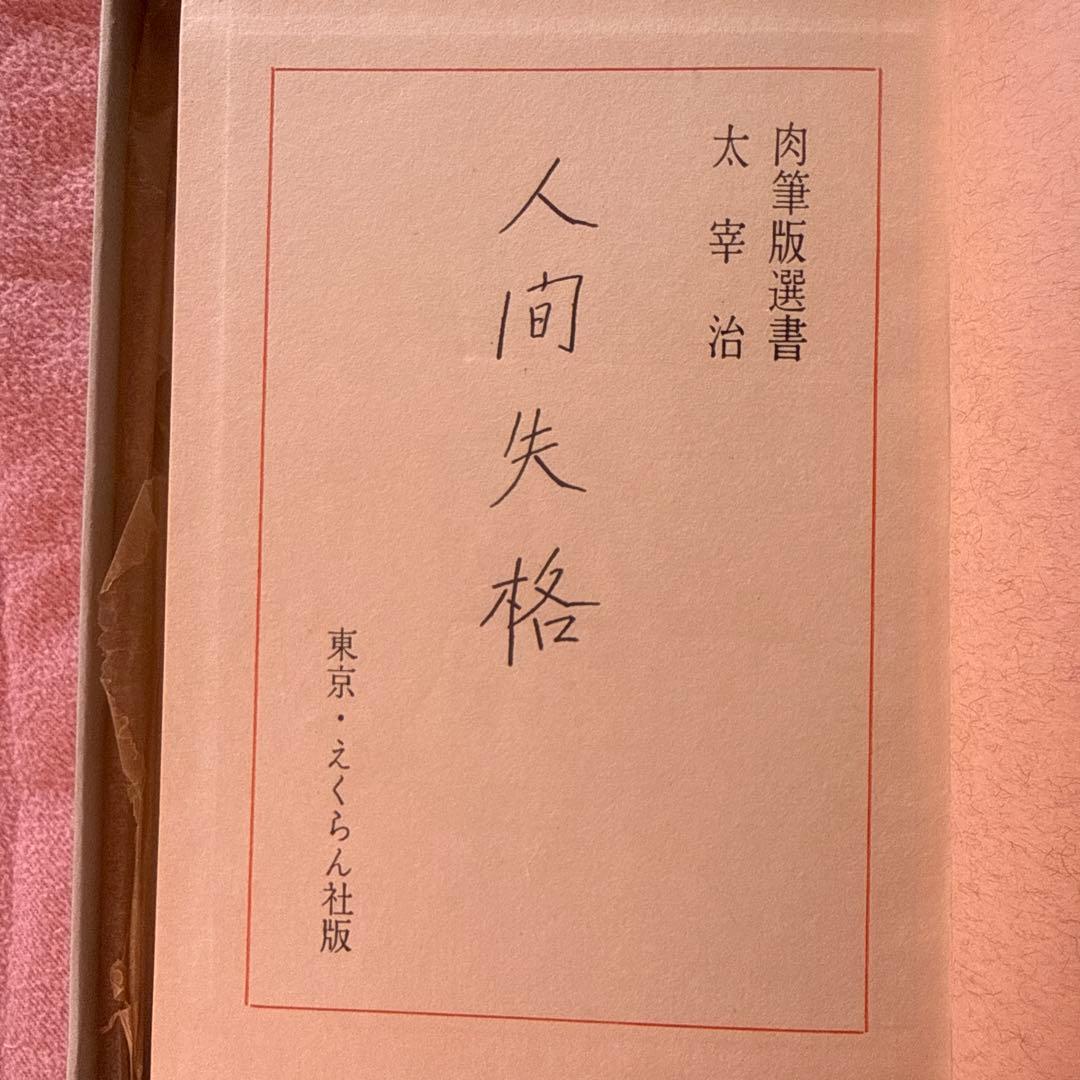 肉筆版選書
太宰治
人間失格
東京・えくらん社版